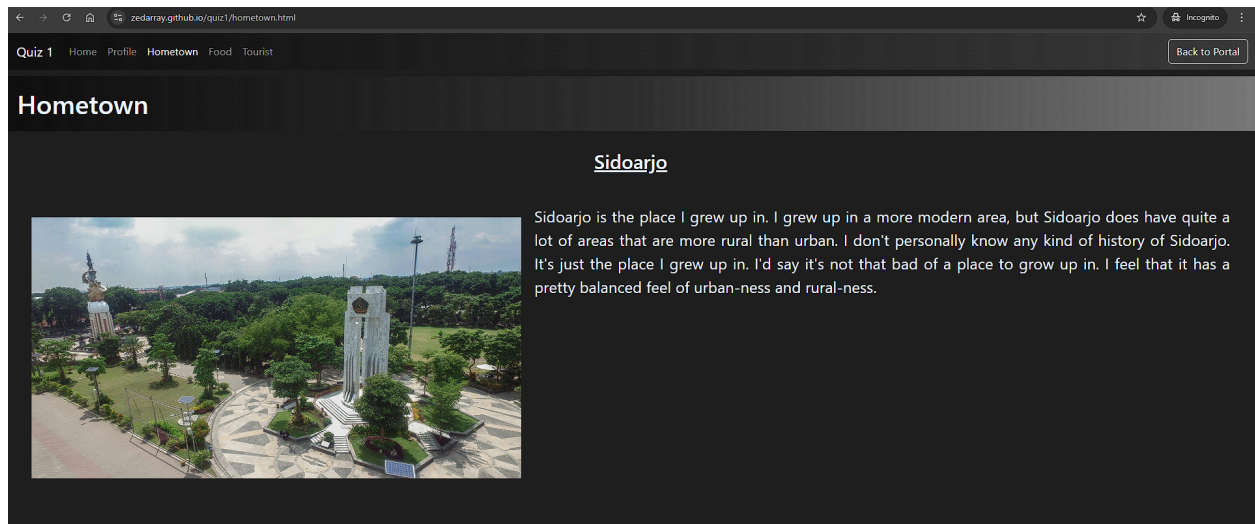 zedarray.github.io/quiz1/hometown.html
Incognito
Quiz 1 Home Profile Hometown Food Tourist Back to Portal
Hometown
Sidoarjo
Sidoarjo is the place I grew up in. I grew up in a more modern area, but Sidoarjo does have quite a
lot of areas that are more rural than urban. I don't personally know any kind of history of Sidoarjo.
It's just the place I grew up in. I'd say it's not that bad of a place to grow up in. I feel that it has a
pretty balanced feel of urban-ness and rural-ness.